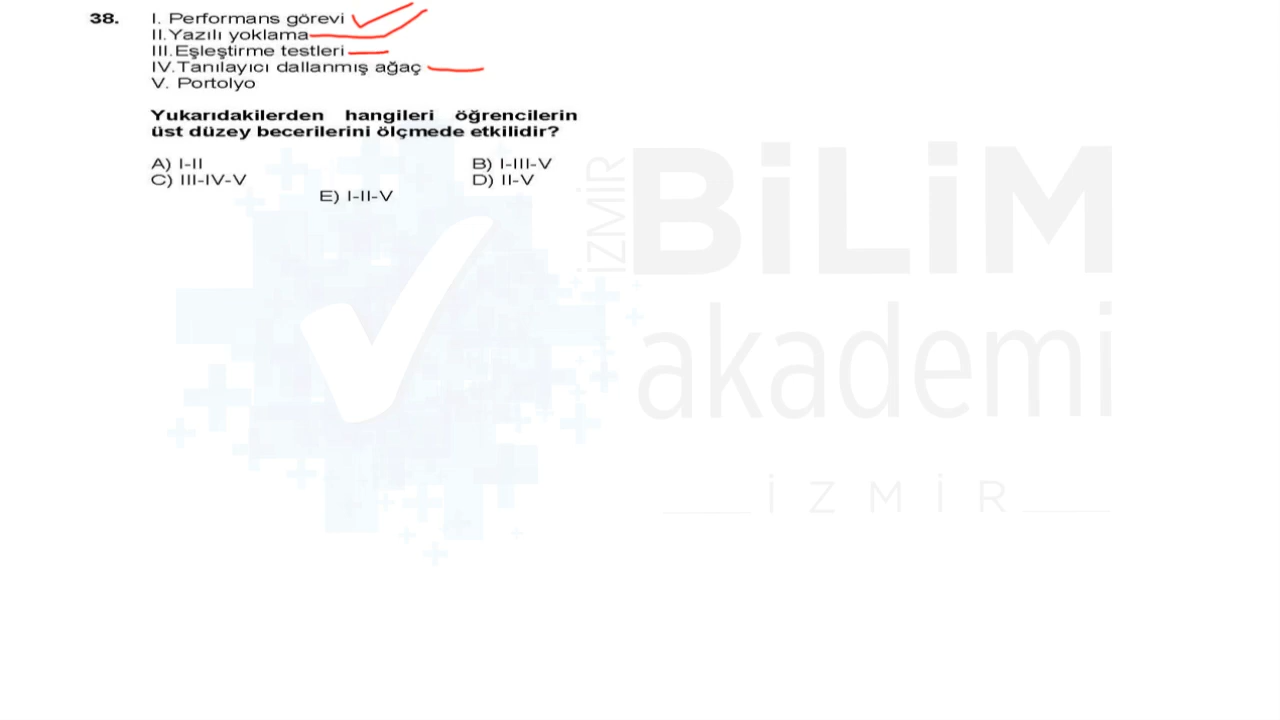 38. I. Performans görevi
II.Yazılı yoklama
III.Eşleştirme testleri
IV.Tanılayıcı dallanmış ağaç
V. Portolyo
Yukarıdakilerden hangileri öğrencilerin
üst düzey becerilerini ölçmede etkilidir?
A) I-II B) I-III-V
C) III-IV-V D) II-V
E) I-II-V
İZMİR
BiLiM
akademi
İZMİR